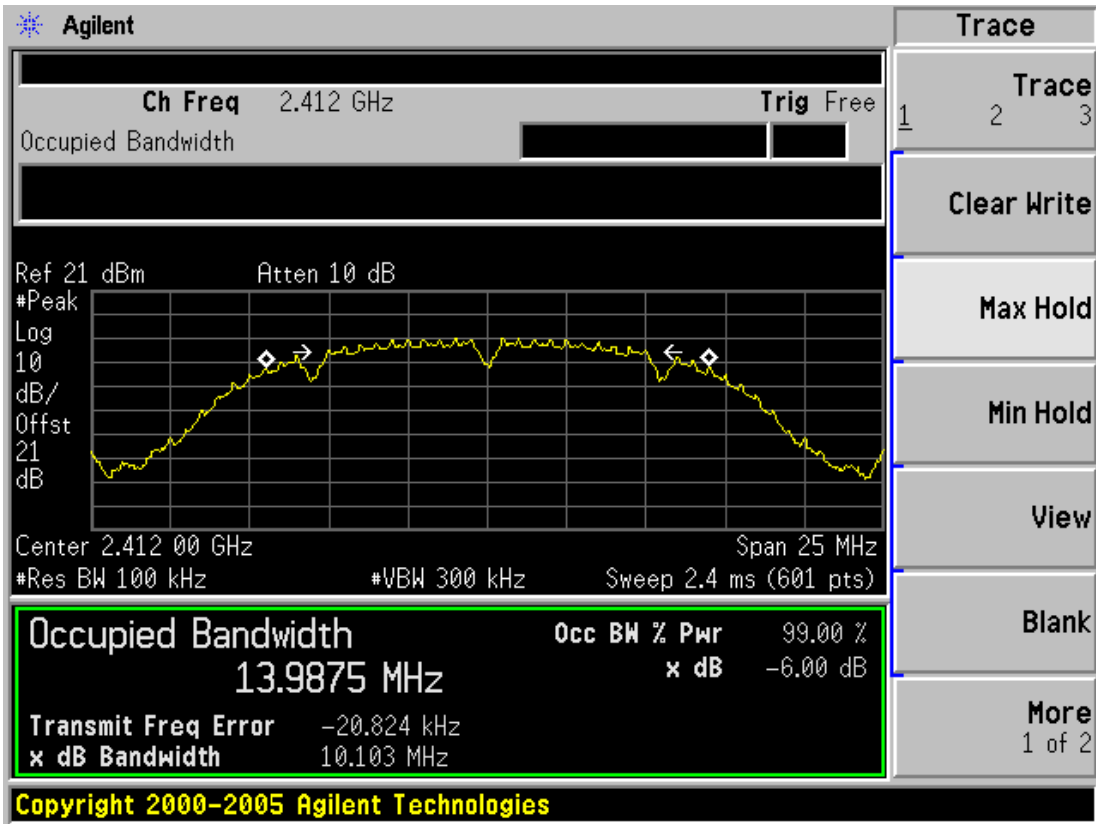 Agilent
Trace
Ch Freq 2.412 GHz Trig Free
Occupied Bandwidth
Trace
1 2 3
Clear Write
Max Hold
Min Hold
View
Blank
More
1 of 2
Ref 21 dBm Atten 10 dB
#Peak
Log
10
dB/
Offst
21
dB
Center 2.412 00 GHz Span 25 MHz
#Res BW 100 kHz #VBW 300 kHz Sweep 2.4 ms (601 pts)
Occupied Bandwidth
13.9875 MHz
Occ BW % Pwr 99.00 %
x dB -6.00 dB
Transmit Freq Error -20.824 kHz
x dB Bandwidth 10.103 MHz
Copyright 2000-2005 Agilent Technologies